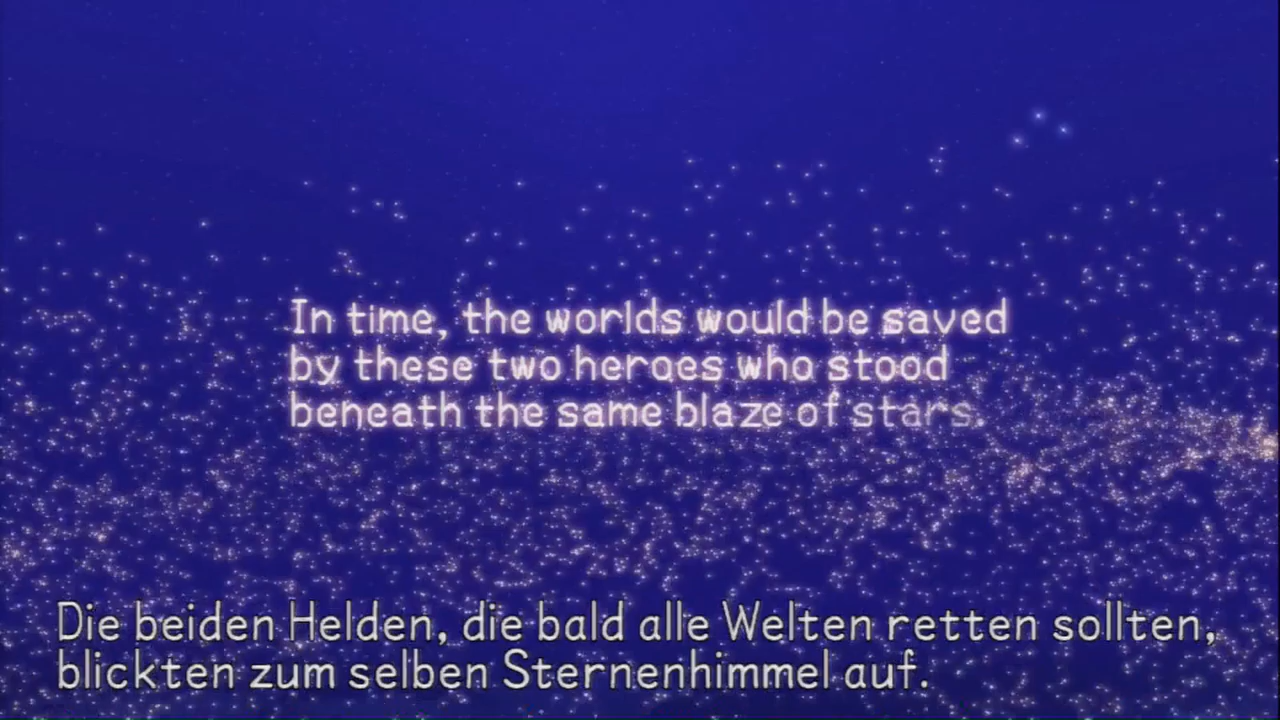 In time, the worlds would be saved
by these two heroes who stood
beneath the same blaze of stars.
Die beiden Helden, die bald alle Welten retten sollten,
blickten zum selben Sternenhimmel auf.